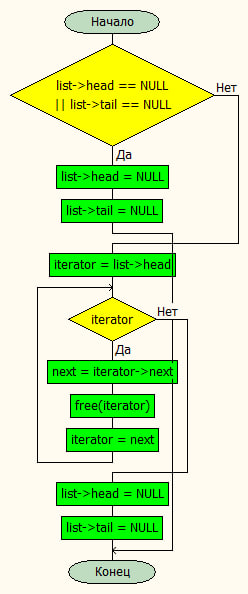 Начало
list->head == NULL
|| list->tail == NULL
Нет
Да
list->head = NULL
list->tail = NULL
iterator = list->head
iterator
Нет
Да
next = iterator->next
free(iterator)
iterator = next
list->head = NULL
list->tail = NULL
Конец